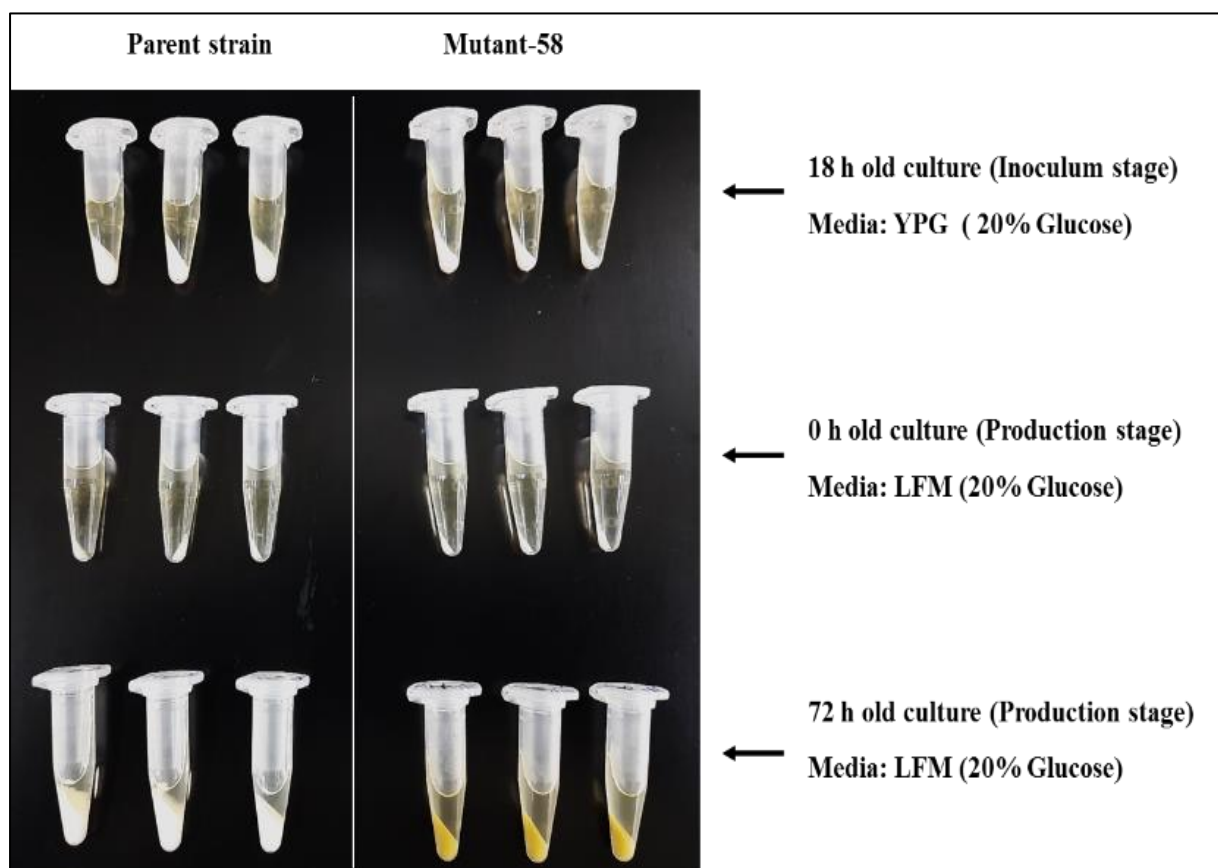 Parent strain
Mutant-58
18 h old culture (Inoculum stage)
Media: YPG ( 20% Glucose)
0 h old culture (Production stage)
Media: LFM (20% Glucose)
72 h old culture (Production stage)
Media: LFM (20% Glucose)